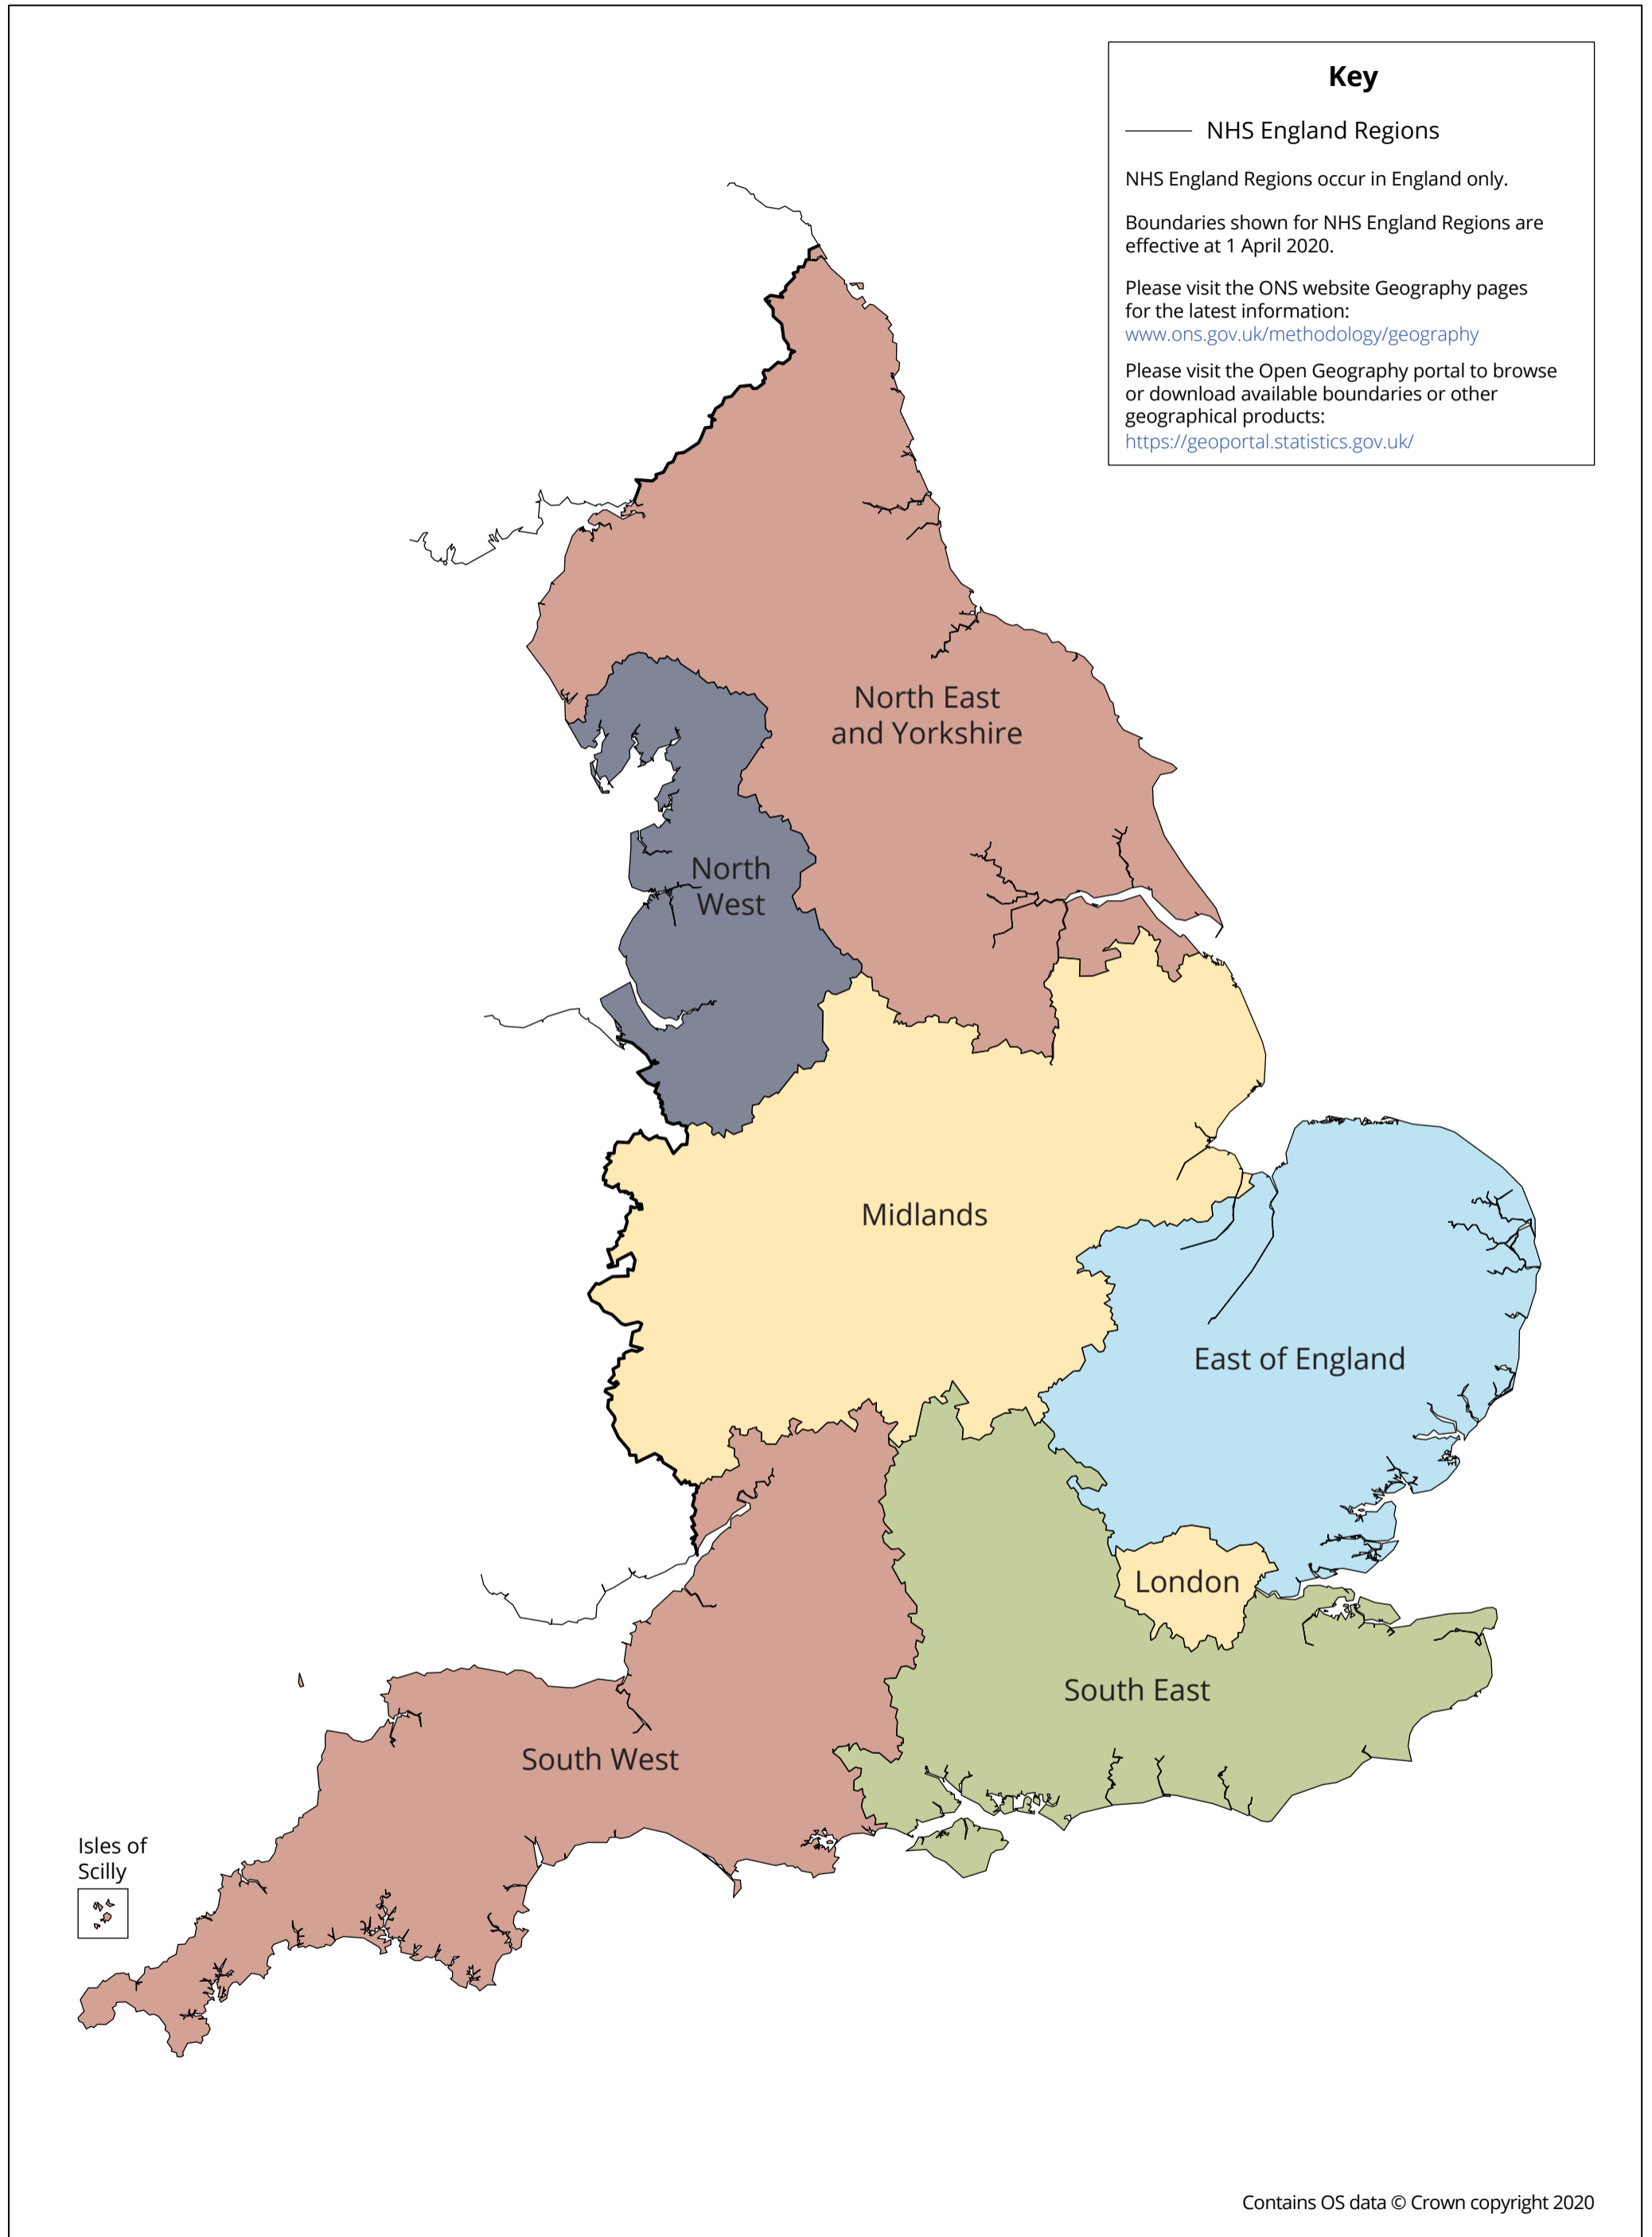 Key
NHS England Regions
NHS England Regions occur in England only.
Boundaries shown for NHS England Regions are
effective at 1 April 2020.
Please visit the ONS website Geography pages
for the latest information:
www.ons.gov.uk/methodology/geography
Please visit the Open Geography portal to browse
or download available boundaries or other
geographical products:
https://geoportal.statistics.gov.uk/
North East
and Yorkshire
North
West
Midlands
East of England
London
South East
South West
Isles of
Scilly
Contains OS data © Crown copyright 2020